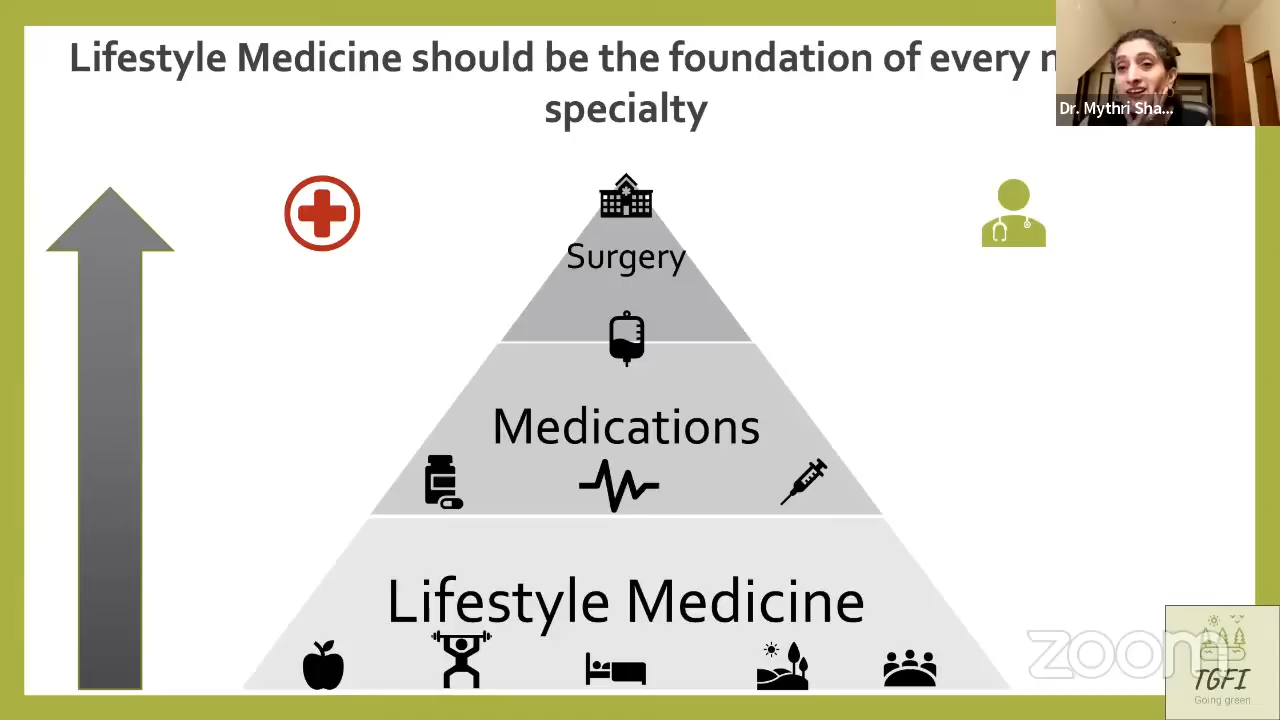 Lifestyle Medicine should be the foundation of every
specialty
Dr. Mythri Sha...
Surgery
Medications
Lifestyle Medicine
zoom
TGFI
Going green